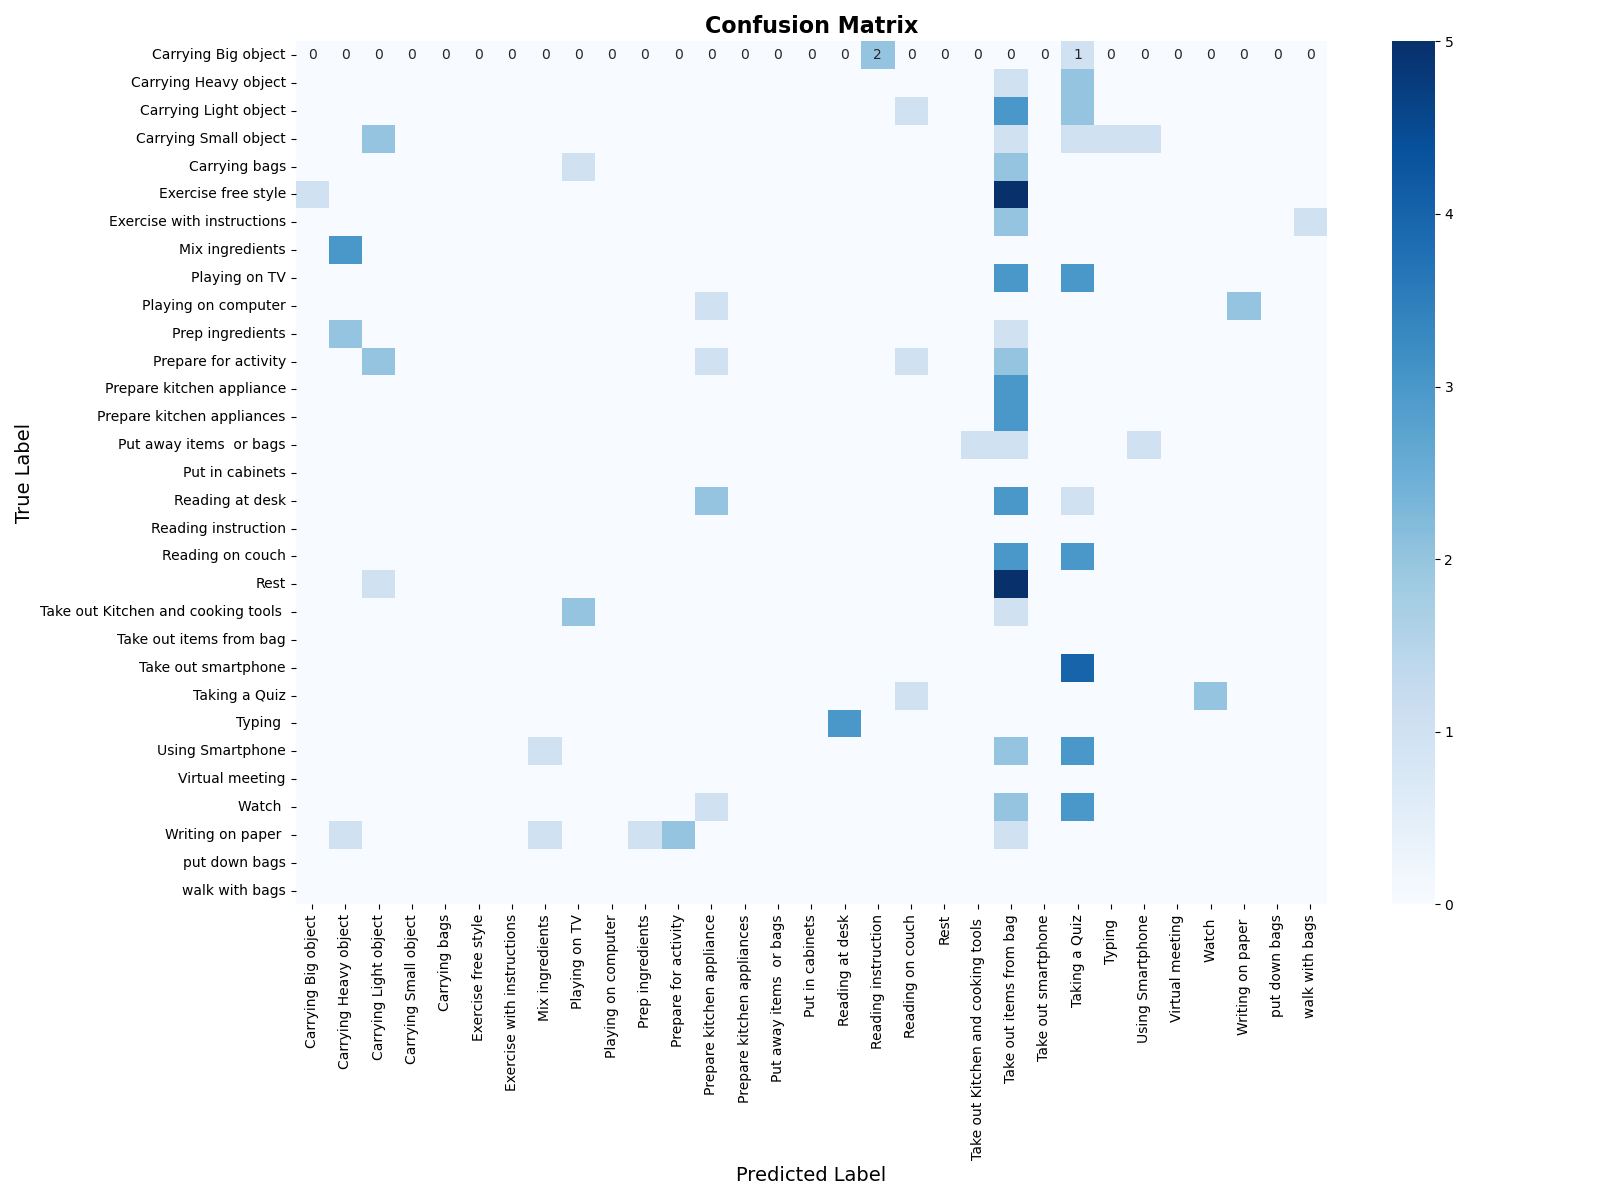 Confusion Matrix
True Label
Carrying Big object
0 0 0 0 0 0 0 0 0 0 0 0 0 0 0 0 0 2 0 0 0 0 0 1 0 0 0 0 0 0 0
Carrying Heavy object
Carrying Light object
Carrying Small object
Carrying bags
Exercise free style
Exercise with instructions
Mix ingredients
Playing on TV
Playing on computer
Prep ingredients
Prepare for activity
Prepare kitchen appliance
Prepare kitchen appliances
Put away items  or bags
Put in cabinets
Reading at desk
Reading instruction
Reading on couch
Rest
Take out Kitchen and cooking tools
Take out items from bag
Take out smartphone
Taking a Quiz
Typing
Using Smartphone
Virtual meeting
Watch
Writing on paper
put down bags
walk with bags
Carrying Big object
Carrying Heavy object
Carrying Light object
Carrying Small object
Carrying bags
Exercise free style
Exercise with instructions
Mix ingredients
Playing on TV
Playing on computer
Prep ingredients
Prepare for activity
Prepare kitchen appliance
Prepare kitchen appliances
Put away items  or bags
Put in cabinets
Reading at desk
Reading instruction
Reading on couch
Rest
Take out Kitchen and cooking tools
Take out items from bag
Take out smartphone
Taking a Quiz
Typing
Using Smartphone
Virtual meeting
Watch
Writing on paper
put down bags
walk with bags
Predicted Label
5
4
3
2
1
0